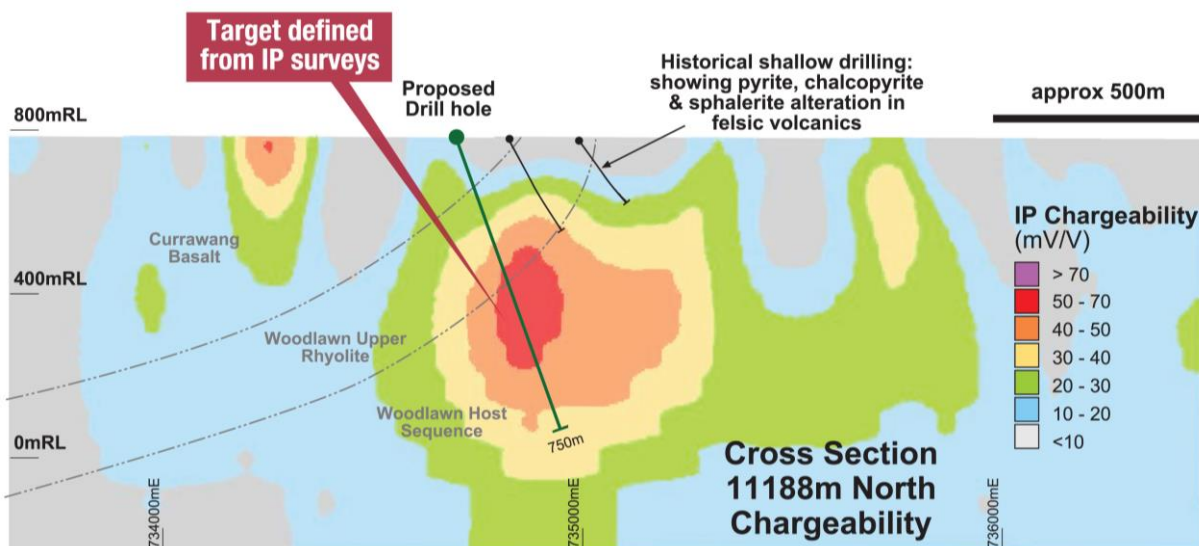 Target defined
from IP surveys
Proposed
Drill hole
Historical shallow drilling:
showing pyrite, chalcopyrite
& sphalerite alteration in
felsic volcanics
approx 500m
800mRL
Currawang
Basalt
400mRL
Woodlawn Upper
Rhyolite
Woodlawn Host
Sequence
0mRL
750m
IP Chargeability
(mV/V)
> 70
50 - 70
40 - 50
30 - 40
20 - 30
10 - 20
<10
Cross Section
11188m North
Chargeability
734000mE
735000mE
736000mE